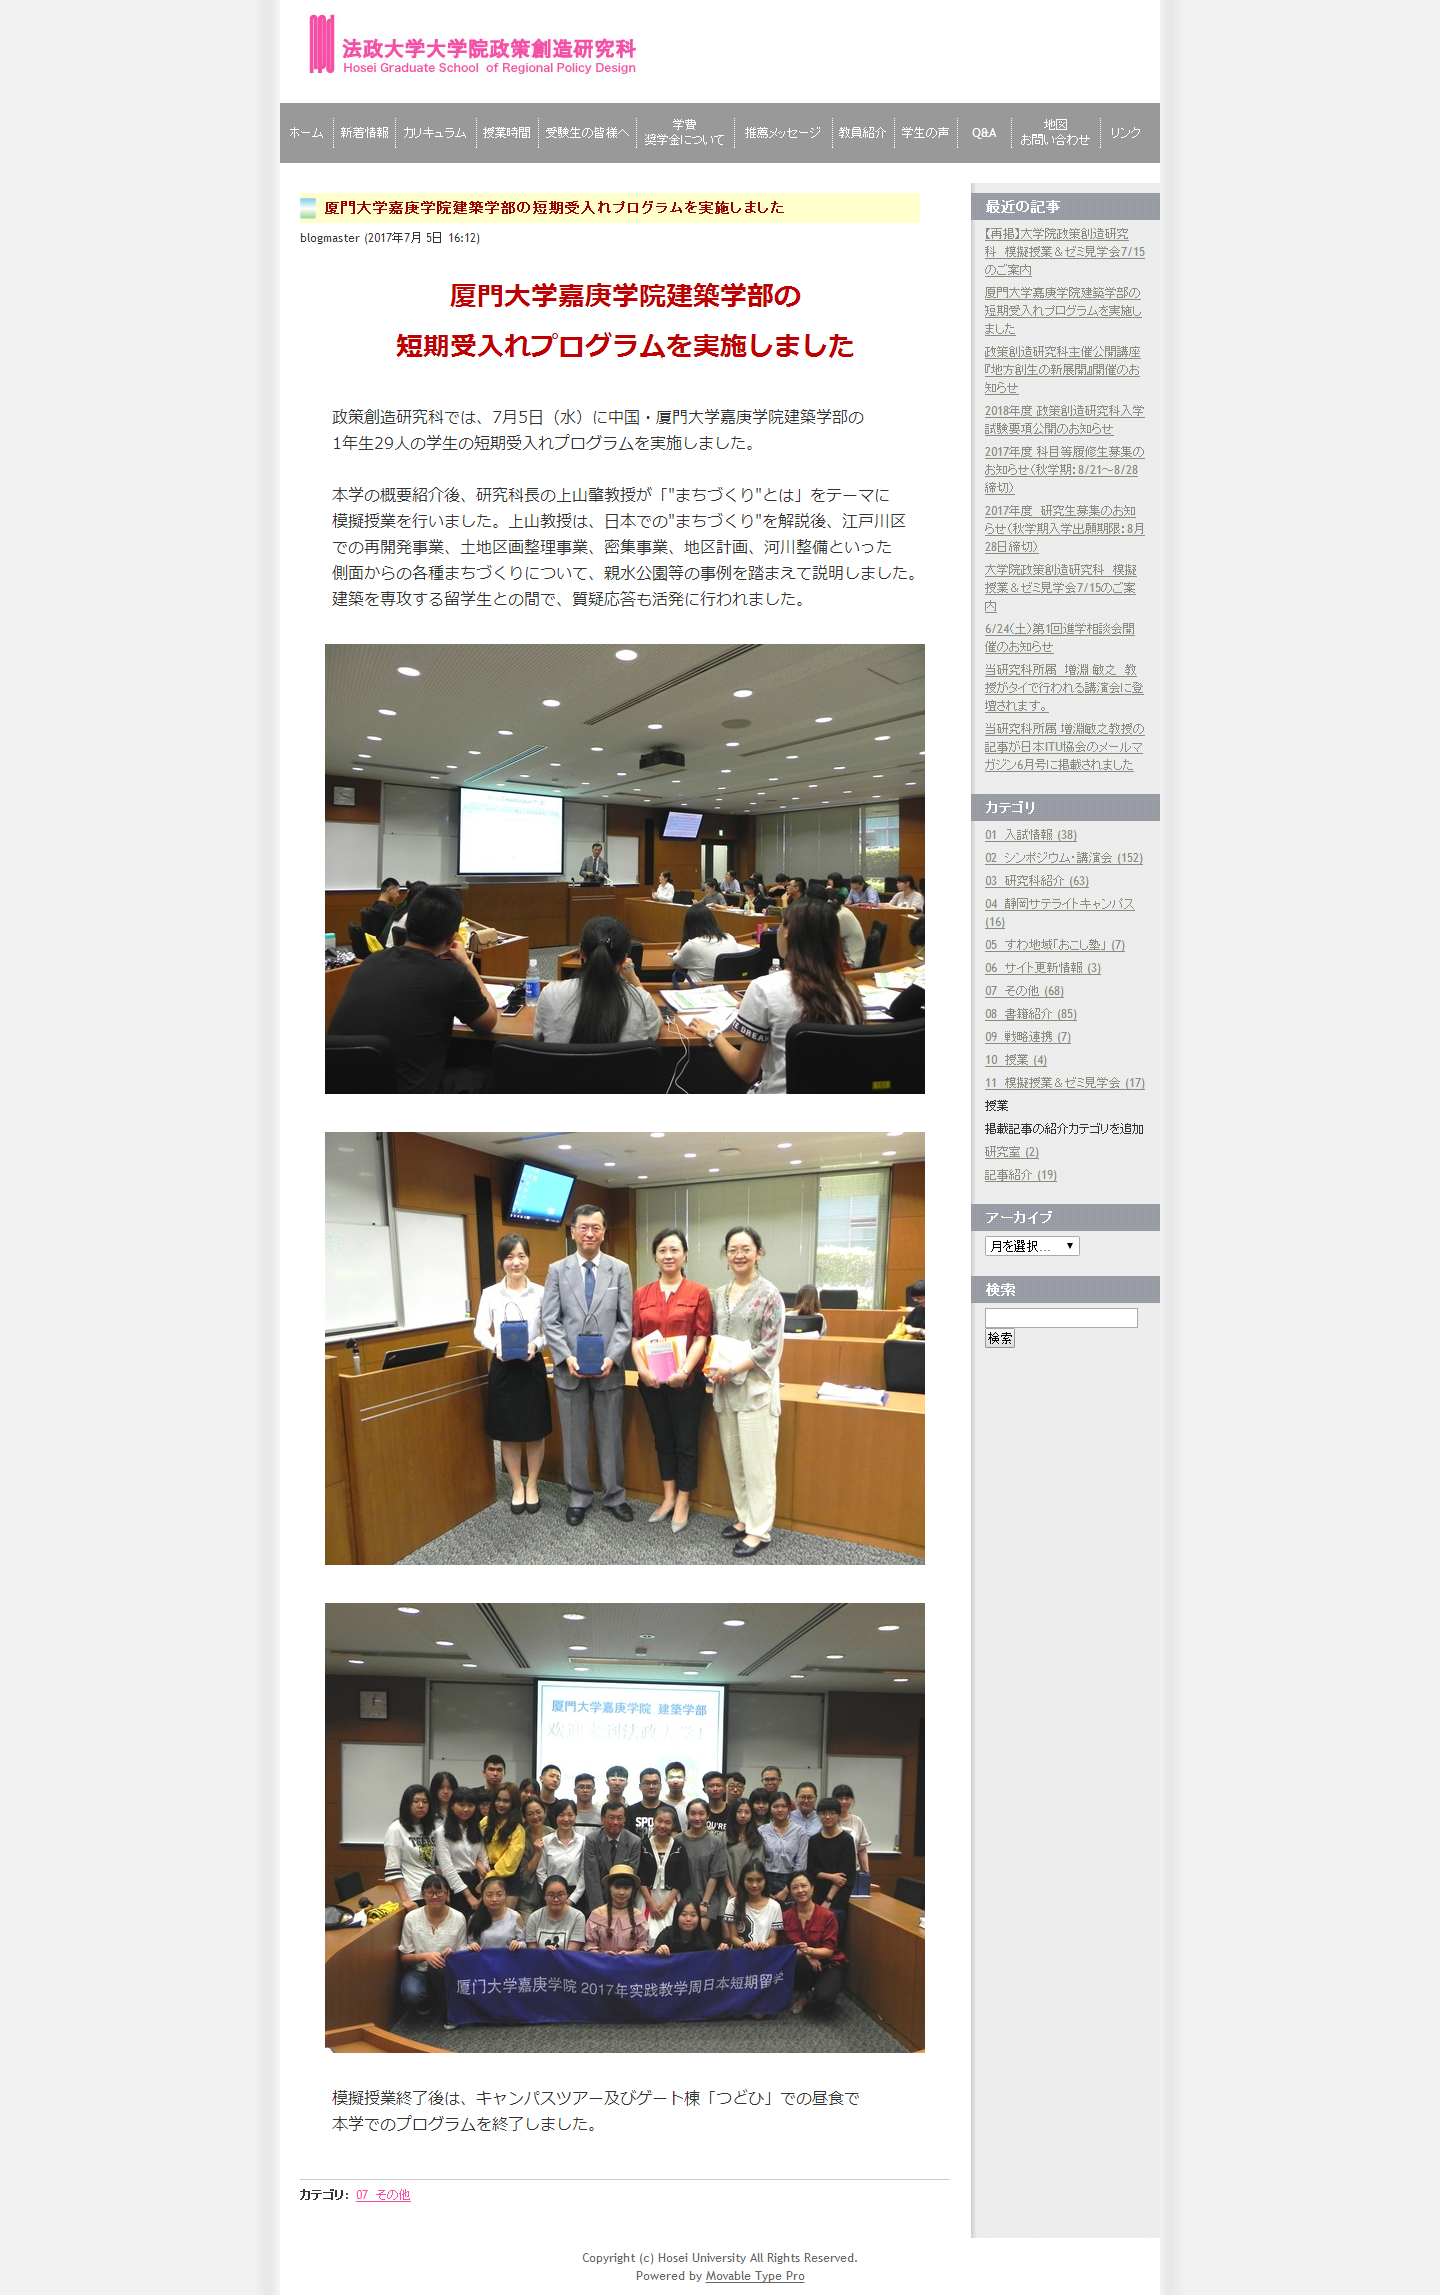 法政大学大学院政策創造研究科
Hosei Graduate School of Regional Policy Design
ホーム
新着情報
カリキュラム
授業時間
受験生の皆様へ
学費
奨学金について
推薦メッセージ
教員紹介
学生の声
Q&A
地図
お問い合わせ
リンク
厦門大学嘉庚学院建築学部の短期受入れプログラムを実施しました
blogmaster (2017年7月 5日 16:12)
厦門大学嘉庚学院建築学部の
短期受入れプログラムを実施しました
政策創造研究科では、7月5日（水）に中国・厦門大学嘉庚学院建築学部の
1年生29人の学生の短期受入れプログラムを実施しました。
本学の概要紹介後、研究科長の上山肇教授が「"まちづくり"とは」をテーマに
模擬授業を行いました。上山教授は、日本での"まちづくり"を解説後、江戸川区
での再開発事業、土地区画整理事業、密集事業、地区計画、河川整備といった
側面からの各種まちづくりについて、親水公園等の事例を踏まえて説明しました。
建築を専攻する留学生との間で、質疑応答も活発に行われました。
厦門大学嘉庚学院 建築学部
欢迎来到法政大学!
SPO
厦门大学嘉庚学院 2017年实践教学周日本短期留学
模擬授業終了後は、キャンパスツアー及びゲート棟「つどひ」での昼食で
本学でのプログラムを終了しました。
カテゴリ: 07 その他
最近の記事
【再掲】大学院政策創造研究
科 模擬授業＆ゼミ見学会7/15
のご案内
厦門大学嘉庚学院建築学部の
短期受入れプログラムを実施し
ました
政策創造研究科主催公開講座
『地方創生の新展開』開催のお
知らせ
2018年度 政策創造研究科入学
試験要項公開のお知らせ
2017年度 科目等履修生募集の
お知らせ（秋学期：8/21～8/28
締切）
2017年度 研究生募集のお知
らせ（秋学期入学出願期限：8月
28日締切）
大学院政策創造研究科 模擬
授業＆ゼミ見学会7/15のご案
内
6/24（土）第1回進学相談会開
催のお知らせ
当研究科所属 増淵 敏之 教
授がタイで行われる講演会に登
壇されます。
当研究科所属 増淵敏之教授の
記事が日本ITU協会のメールマ
ガジン6月号に掲載されました
カテゴリ
01 入試情報 (38)
02 シンポジウム・講演会 (152)
03 研究科紹介 (63)
04 静岡サテライトキャンパス
(16)
05 すわ地域「おこし塾」 (7)
06 サイト更新情報 (3)
07 その他 (68)
08 書籍紹介 (85)
09 戦略連携 (7)
10 授業 (4)
11 模擬授業＆ゼミ見学会 (17)
授業
掲載記事の紹介カテゴリを追加
研究室 (2)
記事紹介 (19)
アーカイブ
月を選択...
検索
検索
Copyright (c) Hosei University All Rights Reserved.
Powered by Movable Type Pro